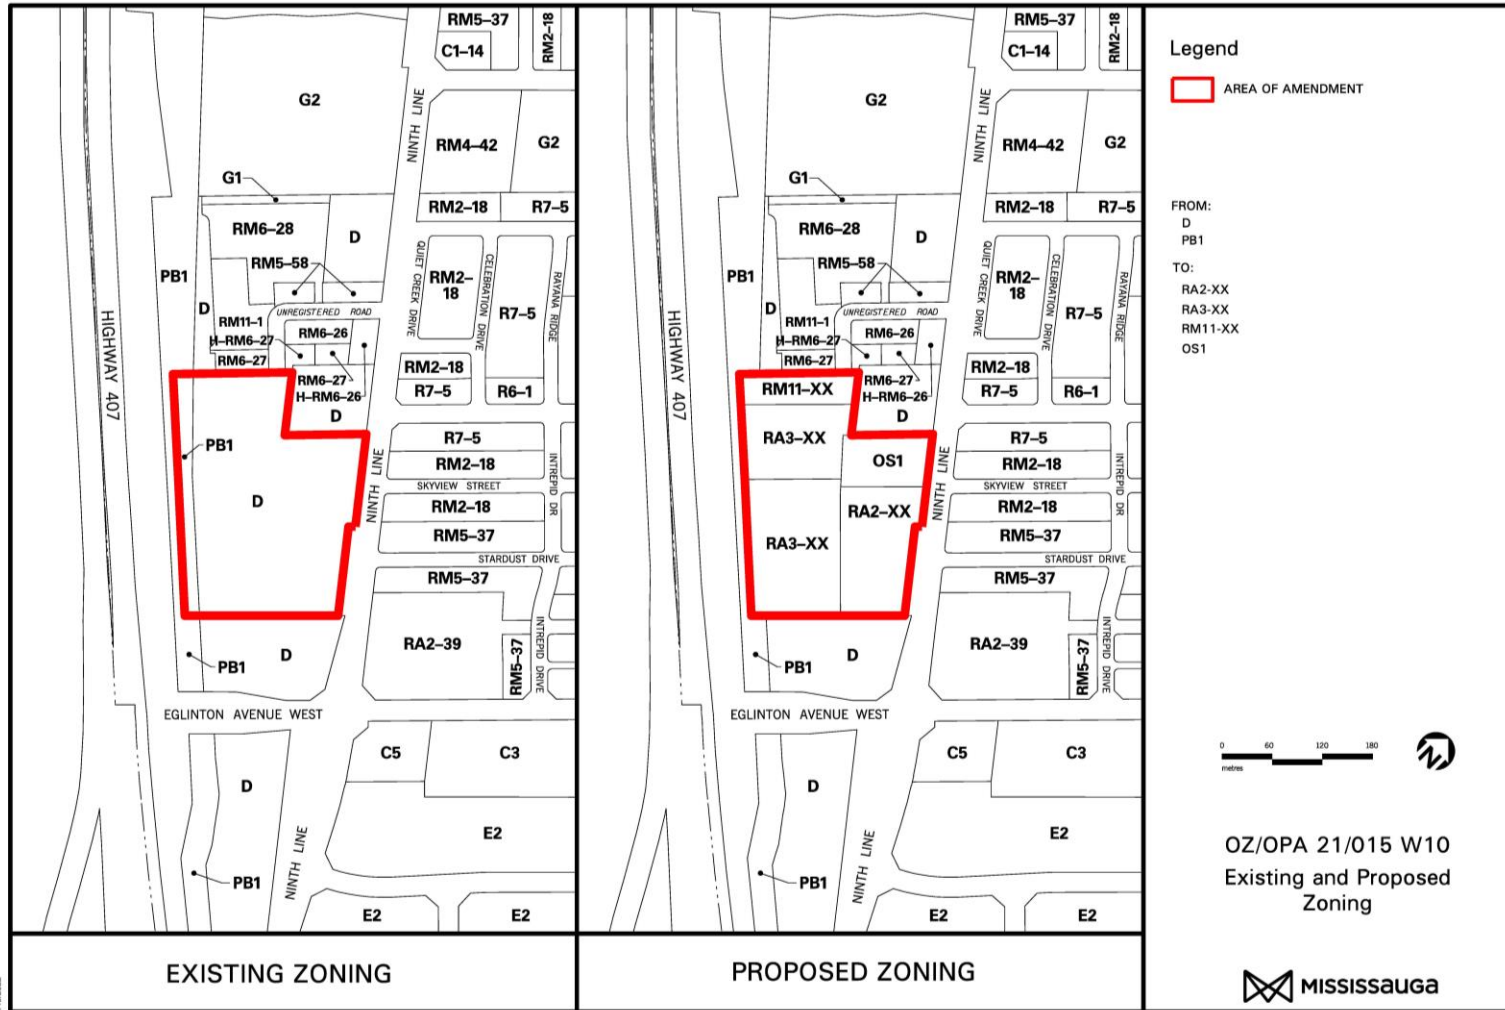 RM5–37
C1–14
RM2–18
G2
NINTH LINE
RM4–42
G2
G1
RM2–18
R7–5
RM6–28
D
RM5–58
PB1
D
QUIET CREEK DRIVE
RM2–
18
CELEBRATION DRIVE
R7–5
RAYANA RIDGE
HIGHWAY 407
UNREGISTERED ROAD
RM11–1
RM6–26
H–RM6–27
RM6–27
RM2–18
RM6–27
R7–5
R6–1
H–RM6–26
D
PB1
R7–5
RM2–18
NINTH LINE
SKYVIEW STREET
INTREPID DR
D
RM2–18
RM5–37
STARDUST DRIVE
RM5–37
RA2–39
RM5–37
INTREPID DRIVE
PB1
D
EGLINTON AVENUE WEST
C5
C3
D
E2
NINTH LINE
PB1
E2
E2
EXISTING ZONING
RM5–37
C1–14
RM2–18
G2
NINTH LINE
RM4–42
G2
G1
RM2–18
R7–5
RM6–28
D
RM5–58
PB1
D
QUIET CREEK DRIVE
RM2–
18
CELEBRATION DRIVE
R7–5
RAYANA RIDGE
HIGHWAY 407
UNREGISTERED ROAD
RM11–1
RM6–26
H–RM6–27
RM6–27
RM2–18
RM6–27
R7–5
R6–1
H–RM6–26
RM11–XX
D
RA3–XX
R7–5
OS1
RM2–18
NINTH LINE
SKYVIEW STREET
INTREPID DR
RA2–XX
RM2–18
RA3–XX
RM5–37
STARDUST DRIVE
RM5–37
RA2–39
RM5–37
INTREPID DRIVE
PB1
D
EGLINTON AVENUE WEST
C5
C3
D
E2
NINTH LINE
PB1
E2
E2
PROPOSED ZONING
Legend
AREA OF AMENDMENT
FROM:
D
PB1
TO:
RA2-XX
RA3-XX
RM11-XX
OS1
0 60 120 180
metres
OZ/OPA 21/015 W10
Existing and Proposed
Zoning
MISSISSAUGA